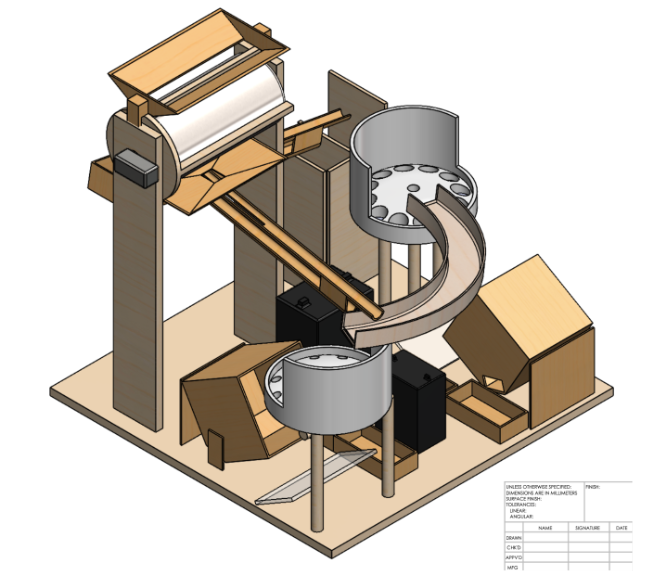 UNLESS OTHERWISE SPECIFIED:
FINISH:
DIMENSIONS ARE IN MILLIMETERS
SURFACE FINISH:
TOLERANCES:
LINEAR:
ANGULAR:
NAME SIGNATURE DATE
DRAWN
CHK'D
APPV'D
MFG